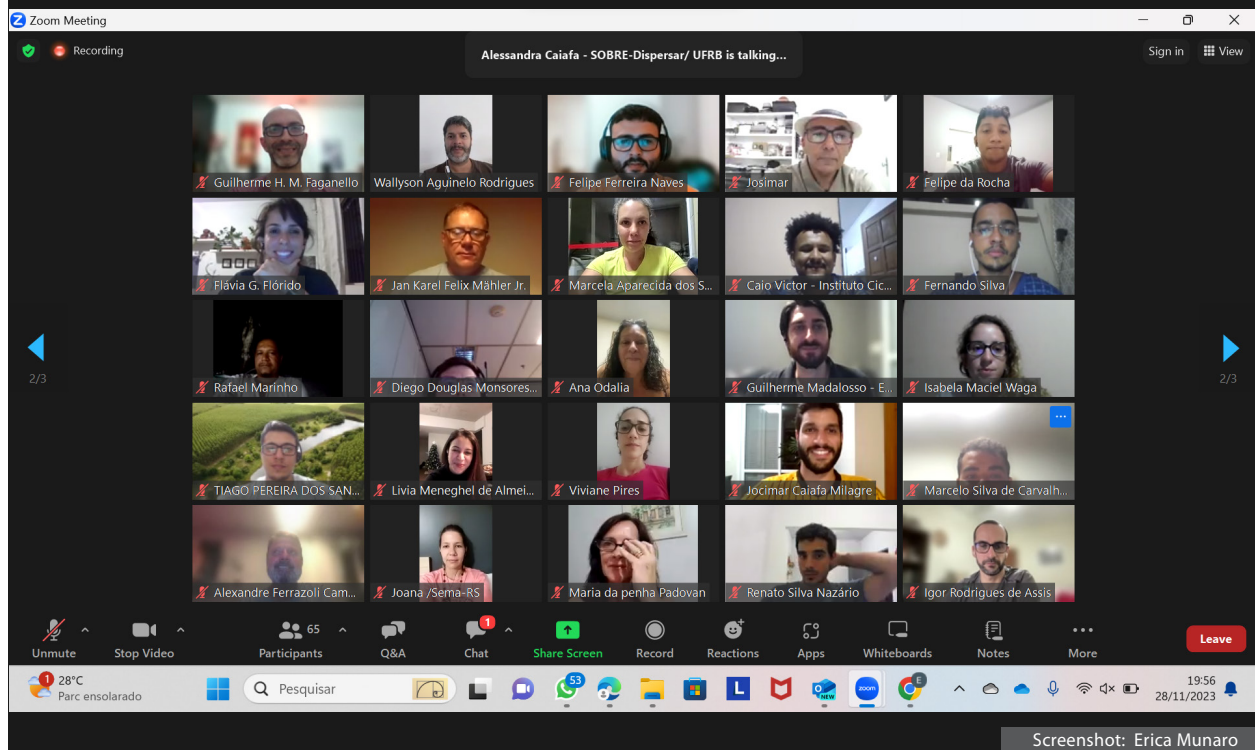 Zoom Meeting
Recording
Alessandra Caiafa - SOBRE-Dispersar/ UFRB is talking...
Sign in
View
Guilherme H. M. Faganello
Wallyson Aguinelo Rodrigues
Felipe Ferreira Naves
Josimar
Felipe da Rocha
Flávia G. Flórido
Jan Karel Felix Mähler Jr.
Marcela Aparecida dos S...
Caio Victor - Instituto Cic...
Fernando Silva
2/3
2/3
Rafael Marinho
Diego Douglas Monsores...
Ana Odalia
Guilherme Madalosso - E...
Isabela Maciel Waga
TIAGO PEREIRA DOS SAN...
Livia Meneghel de Almei...
Viviane Pires
Jocimar Caiafa Milagre
Marcelo Silva de Carvalh...
Alexandre Ferrazoli Cam...
Joana /Sema-RS
Maria da penha Padovan
Renato Silva Nazário
Igor Rodrigues de Assis
Unmute
Stop Video
65
Participants
Q&A
1
Chat
Share Screen
Record
Reactions
Apps
Whiteboards
Notes
More
Leave
1
28°C
Parc ensolarado
Pesquisar
53
L
NEW
zoom
E
19:56
28/11/2023
Screenshot: Erica Munaro